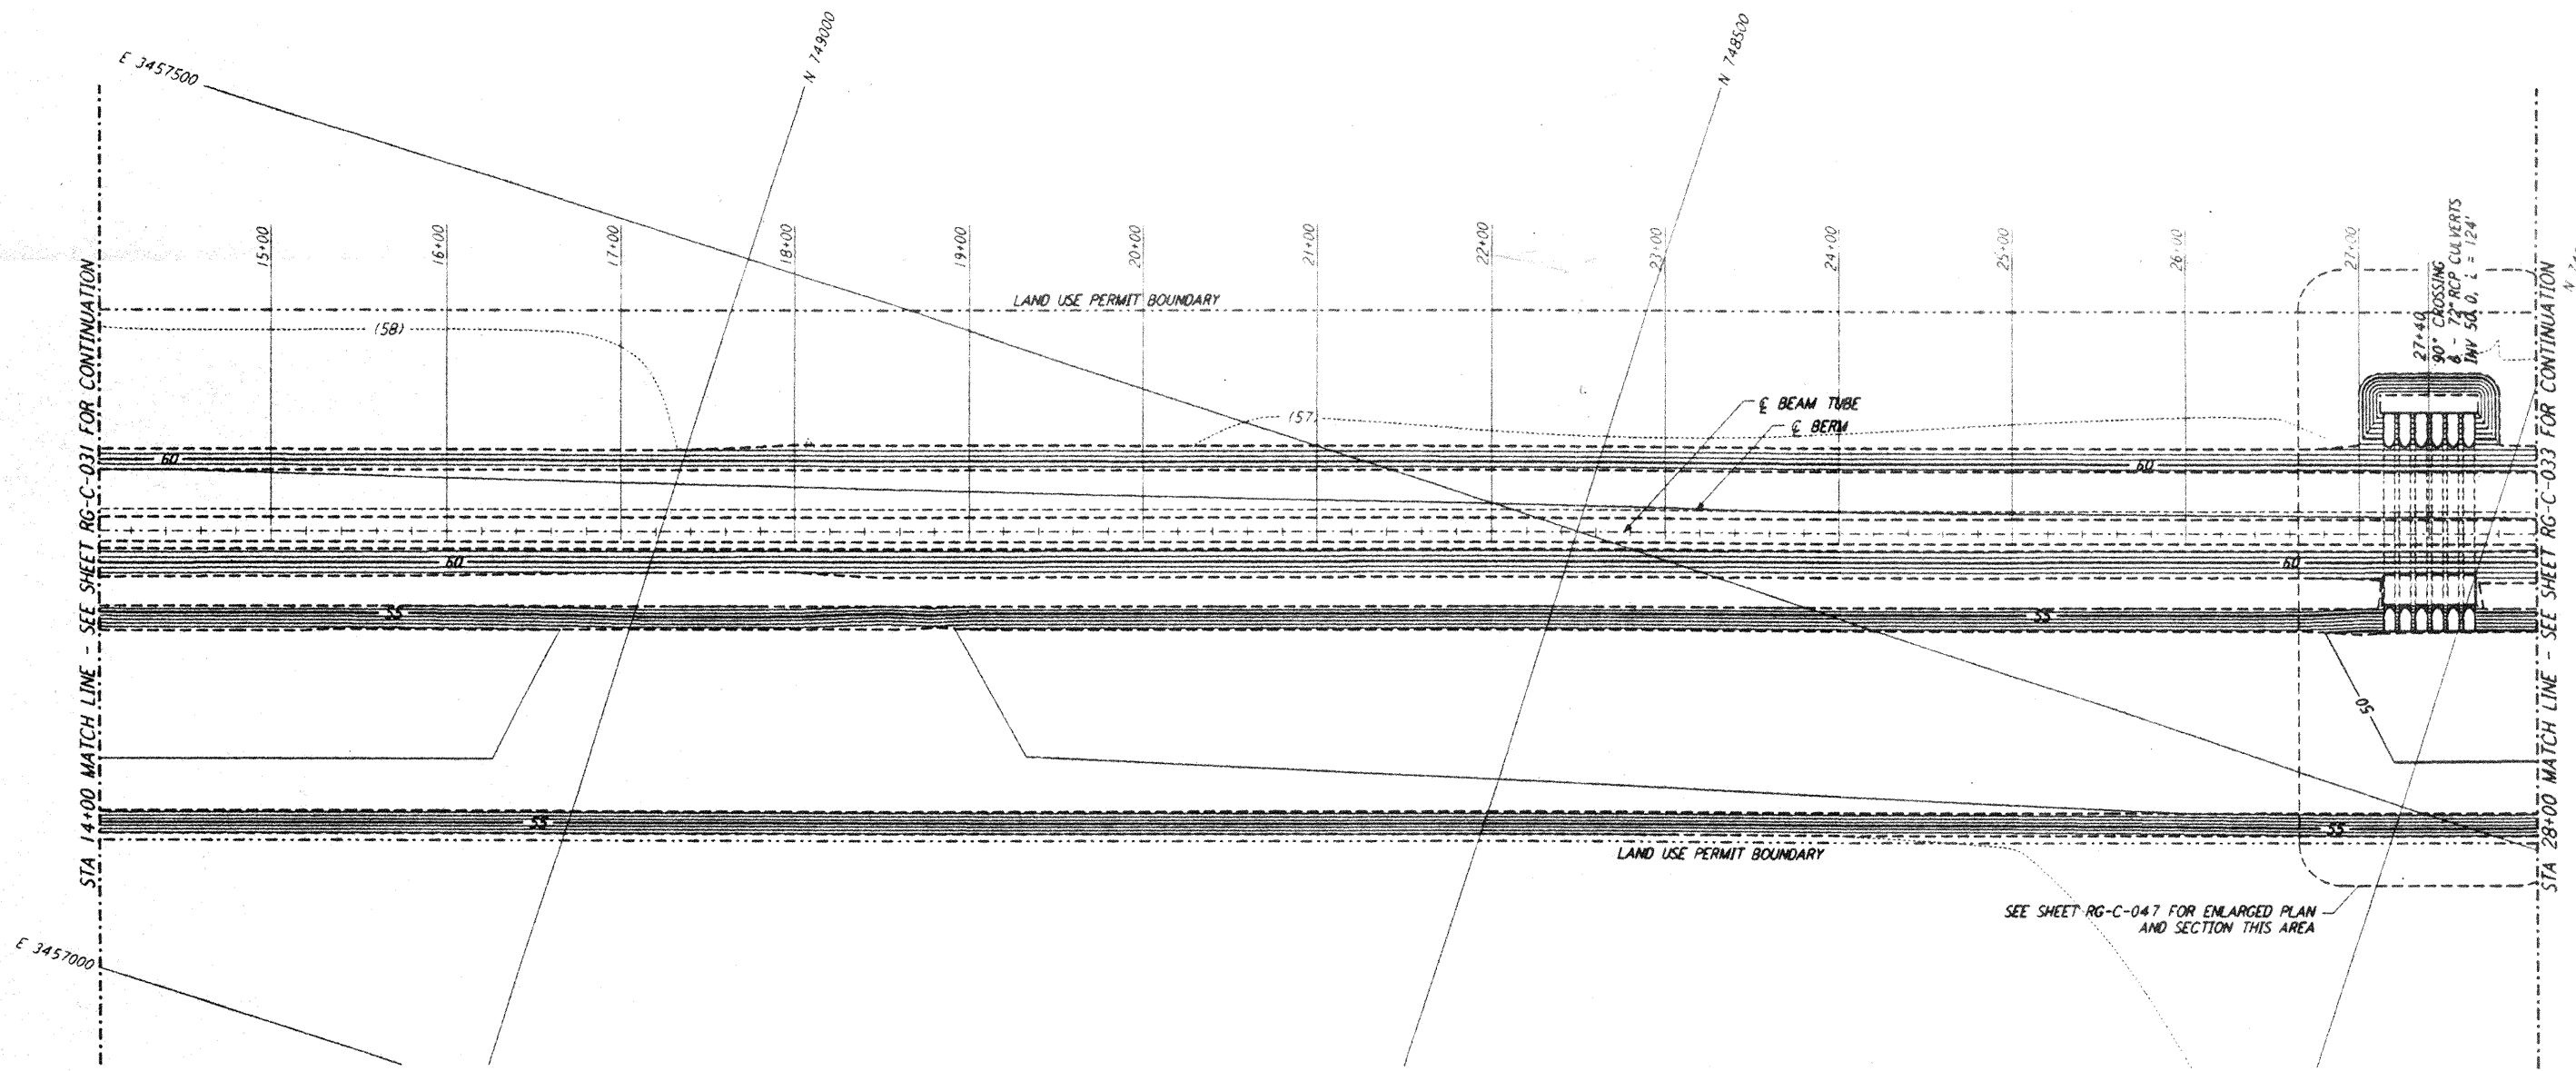 E 3457500
N 749000
N 748500
15+00
16+00
17+00
18+00
19+00
20+00
21+00
22+00
23+00
24+00
25+00
26+00
27+00
27+40
90° CROSSING
6 - 72" RCP CULVERTS
INV 50.0, L = 124'
LAND USE PERMIT BOUNDARY
(58)
(57)
℄ BEAM TUBE
℄ BERM
60
60
60
60
55
55
50
55
55
LAND USE PERMIT BOUNDARY
SEE SHEET RG-C-047 FOR ENLARGED PLAN
AND SECTION THIS AREA
E 3457000
STA 14+00 MATCH LINE - SEE SHEET RG-C-031 FOR CONTINUATION
STA 28+00 MATCH LINE - SEE SHEET RG-C-033 FOR CONTINUATION